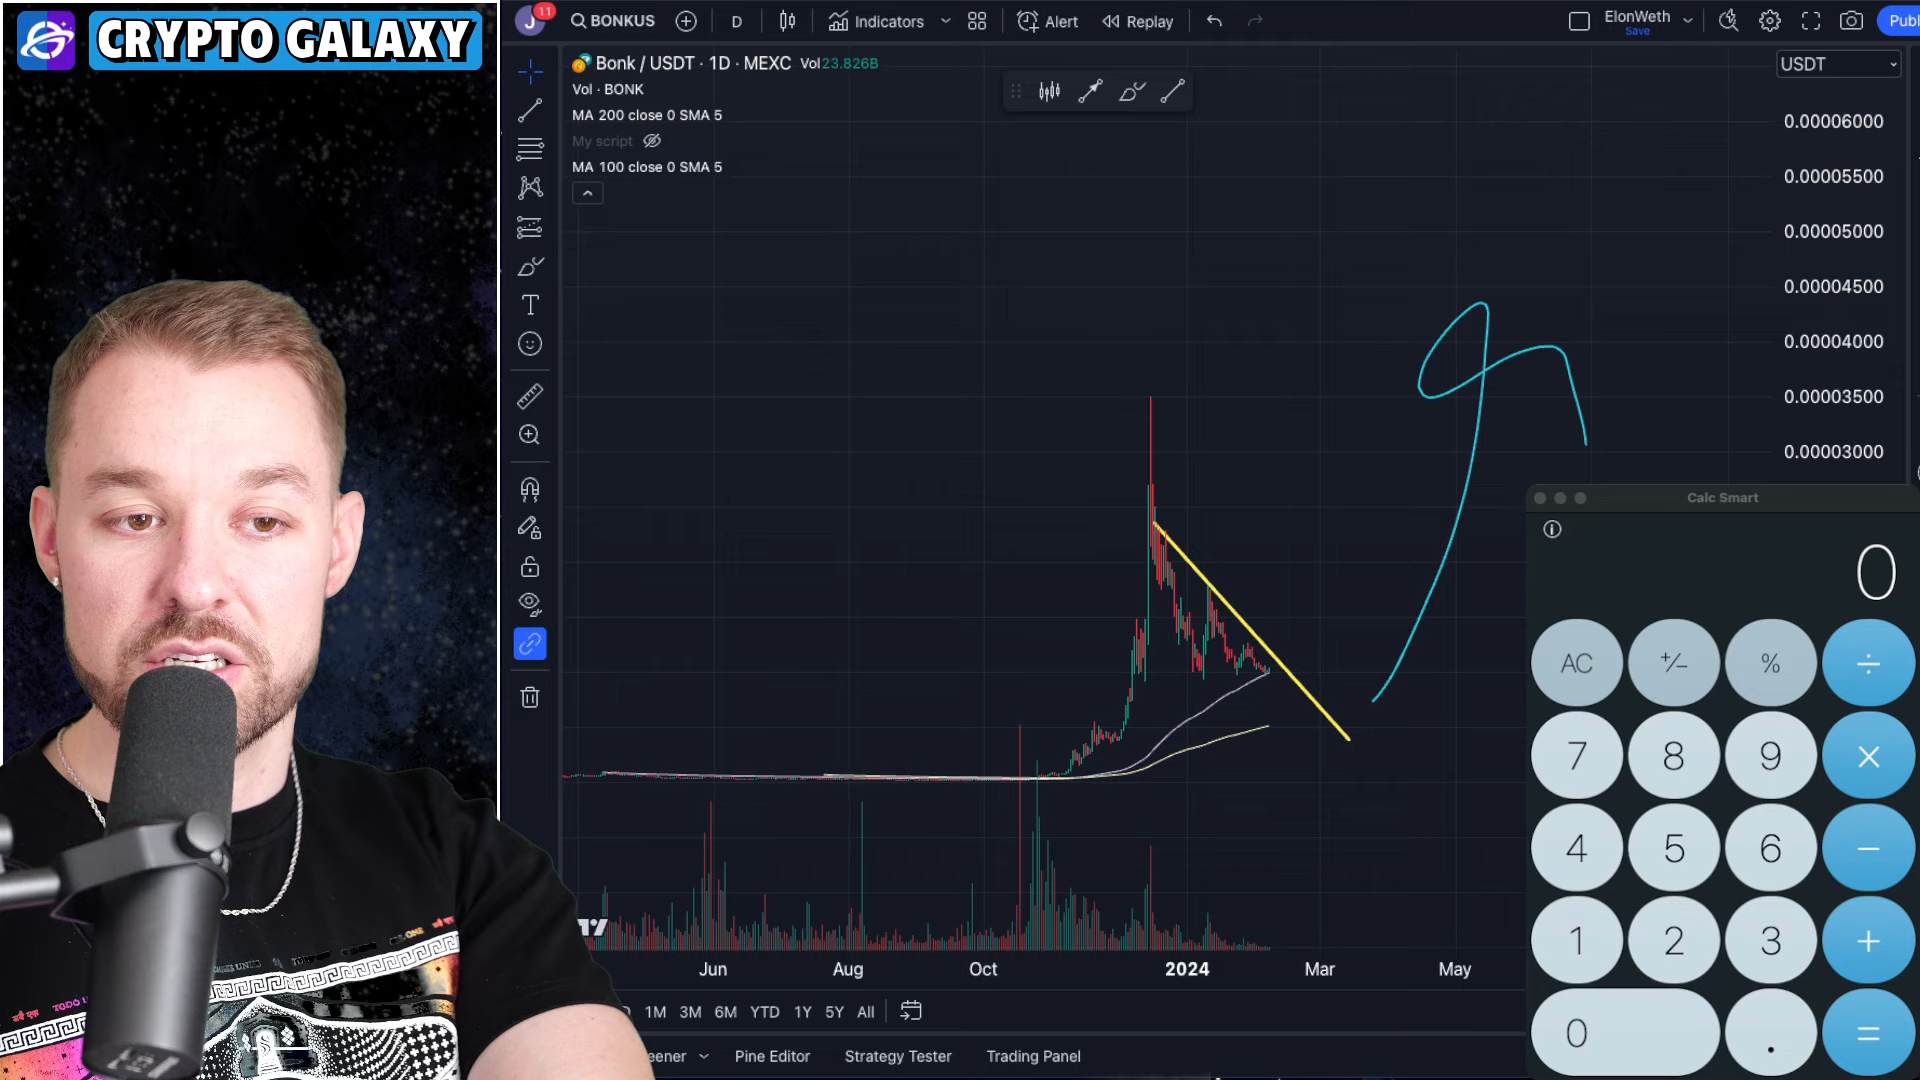 CRYPTO GALAXY
J
11
BONKUS
D
Indicators
Alert
Replay
ElonWeth
Save
Publ
Bonk / USDT · 1D · MEXC Vol23.826B
Vol · BONK
MA 200 close 0 SMA 5
My script
MA 100 close 0 SMA 5
USDT
0.00006000
0.00005500
0.00005000
0.00004500
0.00004000
0.00003500
0.00003000
Calc Smart
0
AC +/− % ÷
7 8 9 ×
4 5 6 −
1 2 3 +
0 . =
Jun Aug Oct 2024 Mar May
1M 3M 6M YTD 1Y 5Y All
eener Pine Editor Strategy Tester Trading Panel